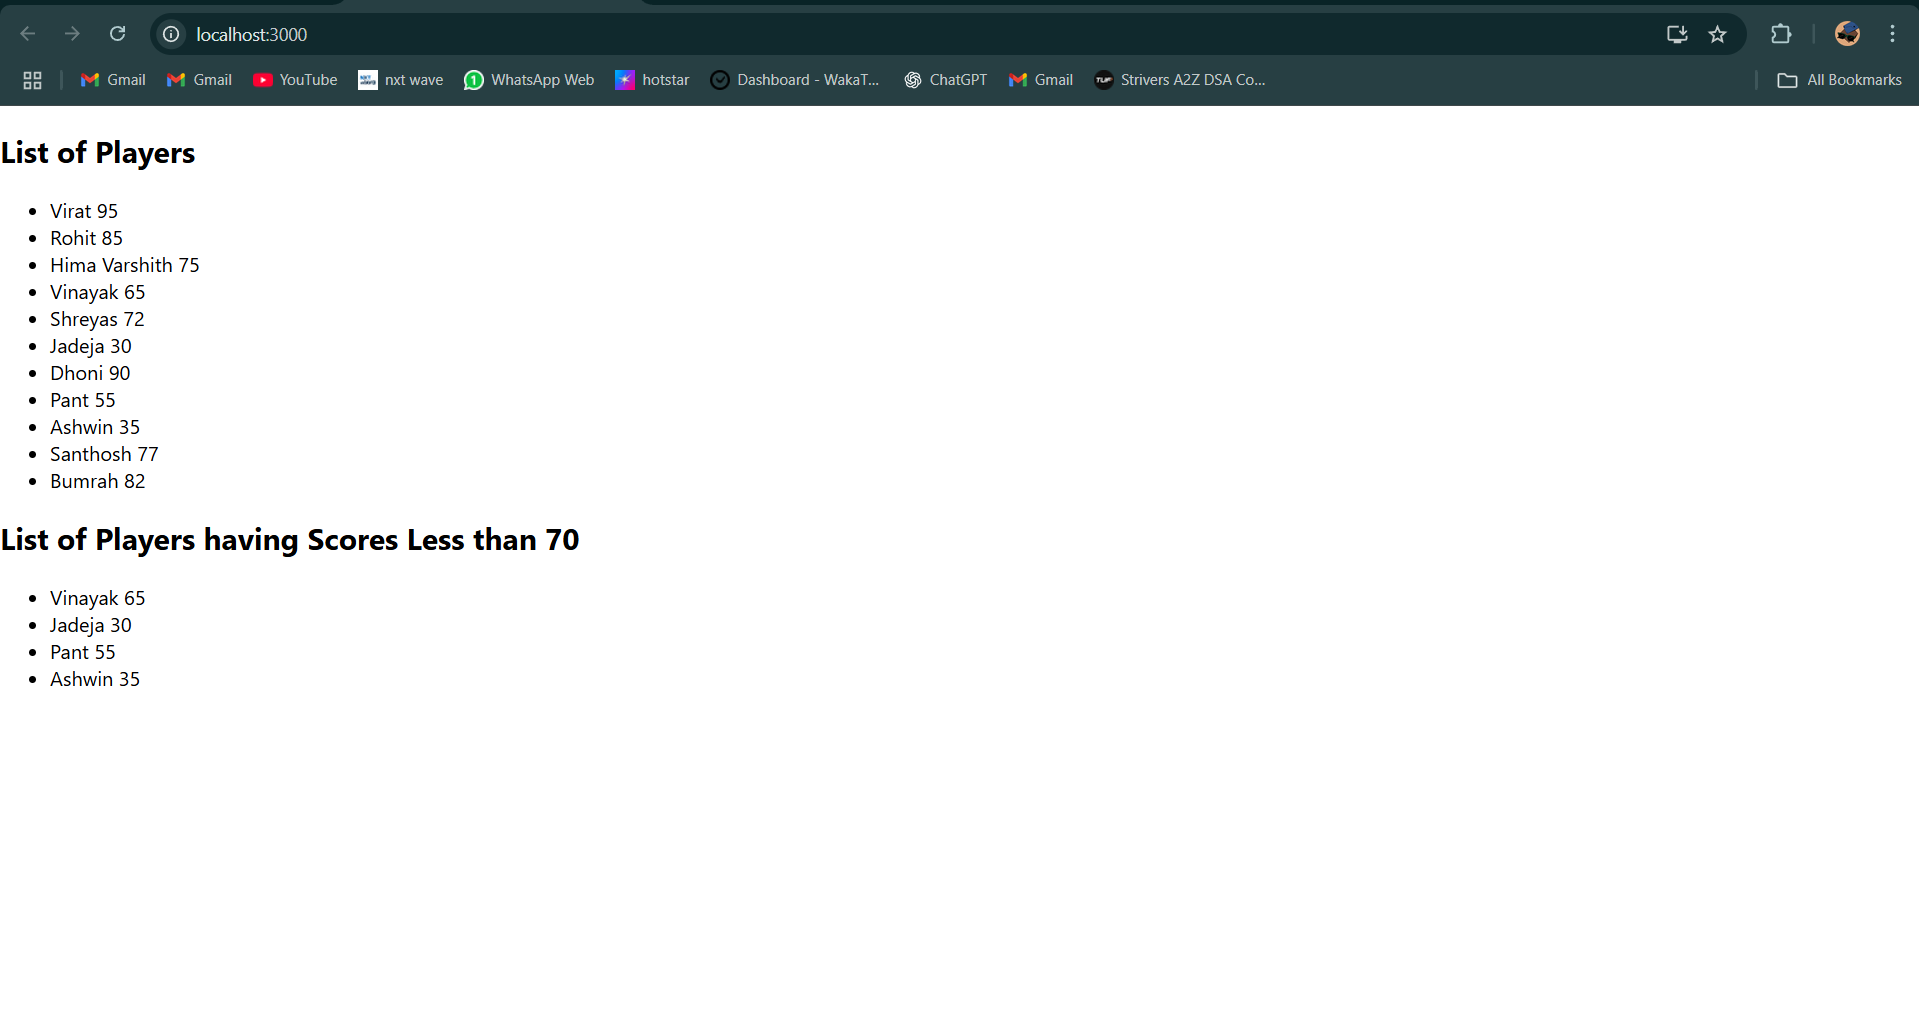 localhost:3000
Gmail Gmail YouTube nxt wave WhatsApp Web hotstar Dashboard - WakaT... ChatGPT Gmail TUF Strivers A2Z DSA Co... All Bookmarks
List of Players
Virat 95
Rohit 85
Hima Varshith 75
Vinayak 65
Shreyas 72
Jadeja 30
Dhoni 90
Pant 55
Ashwin 35
Santhosh 77
Bumrah 82
List of Players having Scores Less than 70
Vinayak 65
Jadeja 30
Pant 55
Ashwin 35